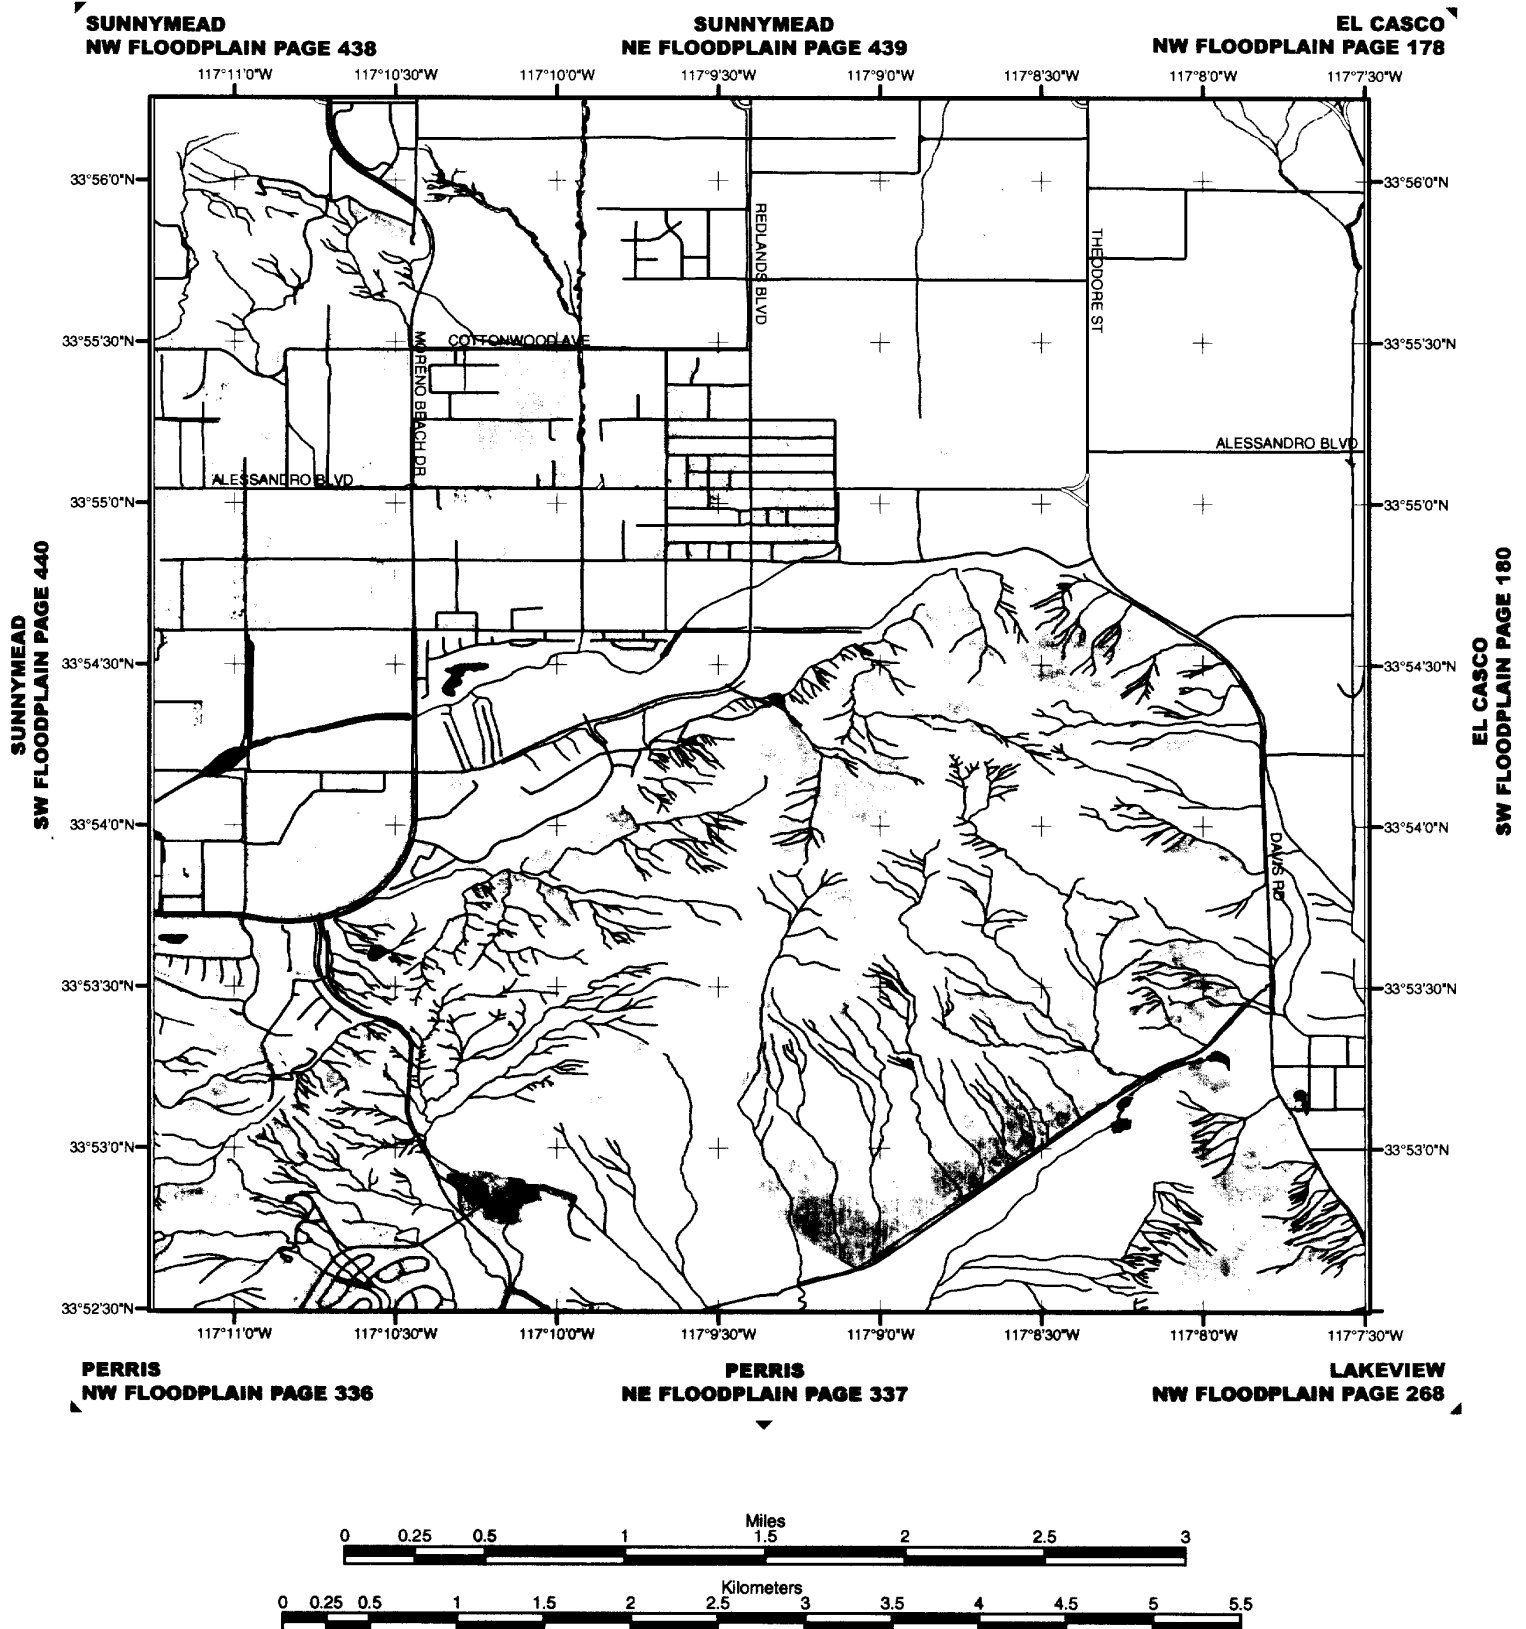 SUNNYMEAD
NW FLOODPLAIN PAGE 438
SUNNYMEAD
NE FLOODPLAIN PAGE 439
EL CASCO
NW FLOODPLAIN PAGE 178
117°11'0"W
117°10'30"W
117°10'0"W
117°9'30"W
117°9'0"W
117°8'30"W
117°8'0"W
117°7'30"W
33°56'0"N
33°56'0"N
REDLANDS BLVD
THEODORE ST
33°55'30"N
COTTONWOOD AVE
33°55'30"N
MORENO BEACH DR
ALESSANDRO BLVD
ALESSANDRO BLVD
33°55'0"N
33°55'0"N
SUNNYMEAD
SW FLOODPLAIN PAGE 440
EL CASCO
SW FLOODPLAIN PAGE 180
33°54'30"N
33°54'30"N
33°54'0"N
33°54'0"N
DAVIS RD
33°53'30"N
33°53'30"N
33°53'0"N
33°53'0"N
33°52'30"N
117°11'0"W
117°10'30"W
117°10'0"W
117°9'30"W
117°9'0"W
117°8'30"W
117°8'0"W
117°7'30"W
PERRIS
NW FLOODPLAIN PAGE 336
PERRIS
NE FLOODPLAIN PAGE 337
LAKEVIEW
NW FLOODPLAIN PAGE 268
Miles
0 0.25 0.5 1 1.5 2 2.5 3
Kilometers
0 0.25 0.5 1 1.5 2 2.5 3 3.5 4 4.5 5 5.5